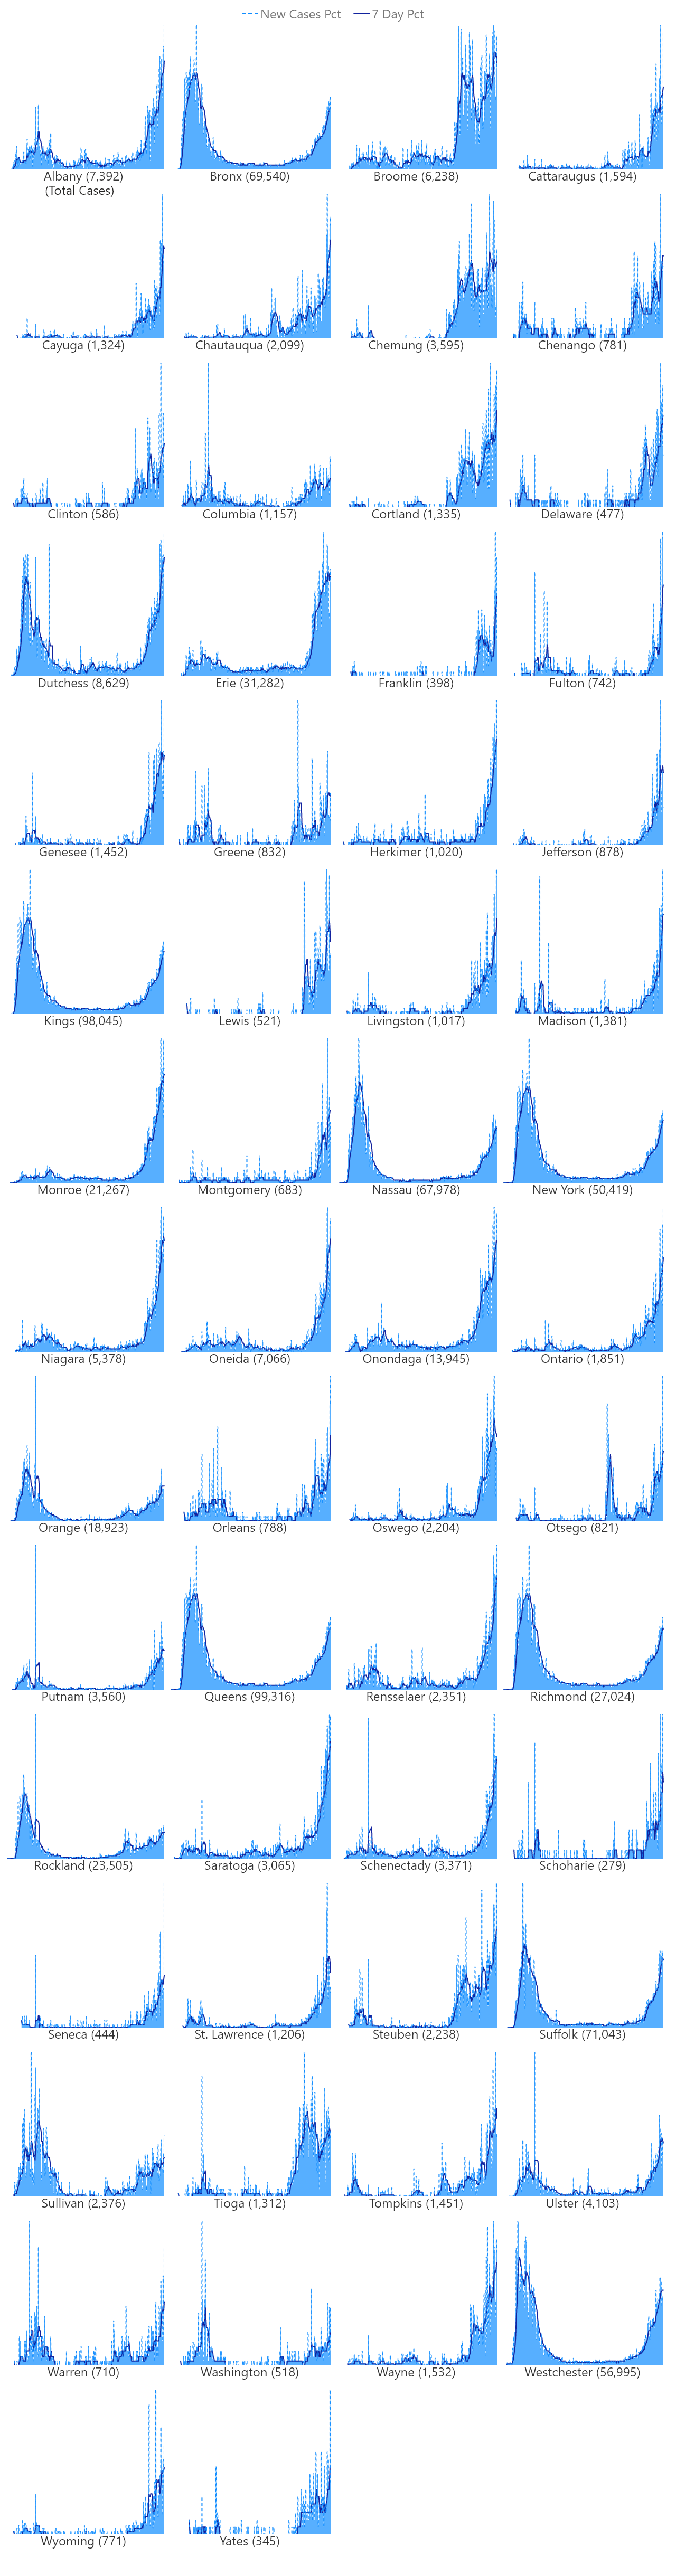 New Cases Pct 7 Day Pct
Albany (7,392) Bronx (69,540) Broome (6,238) Cattaraugus (1,594)
(Total Cases)
Cayuga (1,324) Chautauqua (2,099) Chemung (3,595) Chenango (781)
Clinton (586) Columbia (1,157) Cortland (1,335) Delaware (477)
Dutchess (8,629) Erie (31,282) Franklin (398) Fulton (742)
Genesee (1,452) Greene (832) Herkimer (1,020) Jefferson (878)
Kings (98,045) Lewis (521) Livingston (1,017) Madison (1,381)
Monroe (21,267) Montgomery (683) Nassau (67,978) New York (50,419)
Niagara (5,378) Oneida (7,066) Onondaga (13,945) Ontario (1,851)
Orange (18,923) Orleans (788) Oswego (2,204) Otsego (821)
Putnam (3,560) Queens (99,316) Rensselaer (2,351) Richmond (27,024)
Rockland (23,505) Saratoga (3,065) Schenectady (3,371) Schoharie (279)
Seneca (444) St. Lawrence (1,206) Steuben (2,238) Suffolk (71,043)
Sullivan (2,376) Tioga (1,312) Tompkins (1,451) Ulster (4,103)
Warren (710) Washington (518) Wayne (1,532) Westchester (56,995)
Wyoming (771) Yates (345)